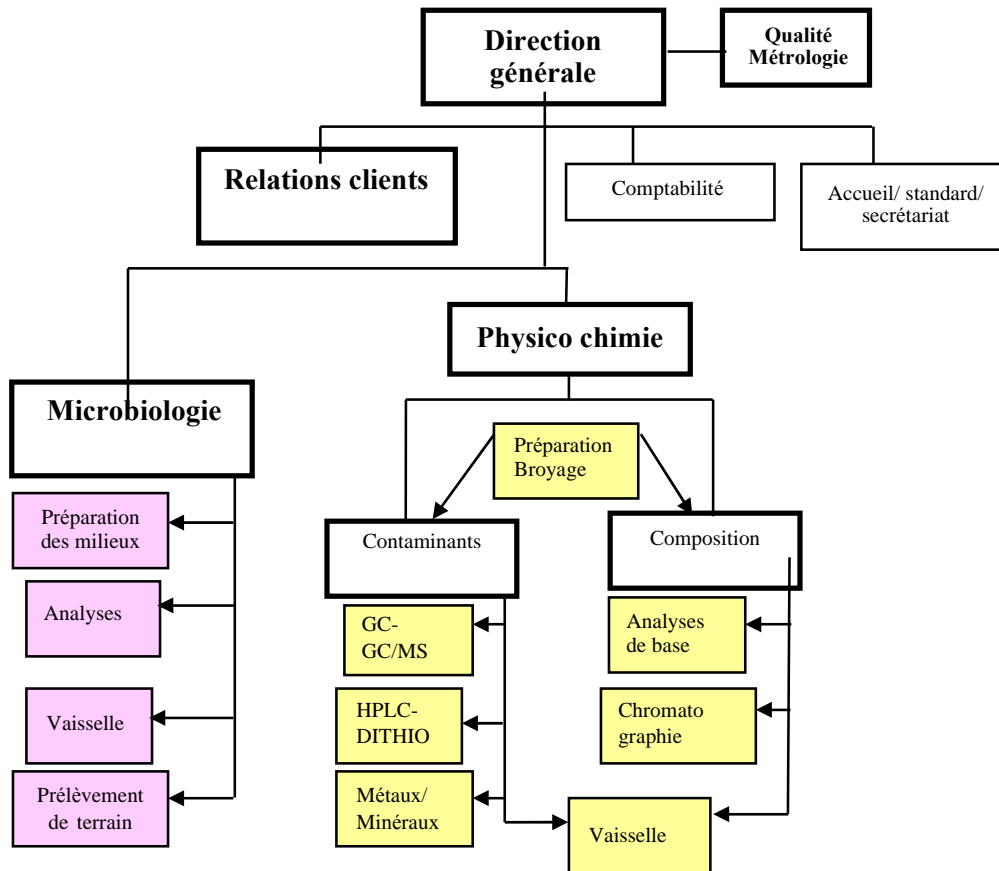 Direction
générale
Qualité
Métrologie
Relations clients
Comptabilité
Accueil/ standard/
secrétariat
Physico chimie
Microbiologie
Préparation
Broyage
Préparation
des milieux
Contaminants
Composition
Analyses
GC-
GC/MS
Analyses
de base
Vaisselle
HPLC-
DITHIO
Chromato
graphie
Prélèvement
de terrain
Métaux/
Minéraux
Vaisselle